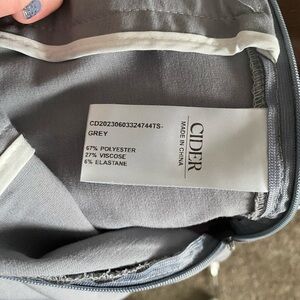 CD20230603324744TS-
GREY
67% POLYESTER
27% VISCOSE
6% ELASTANE
CIDER
MADE IN CHINA